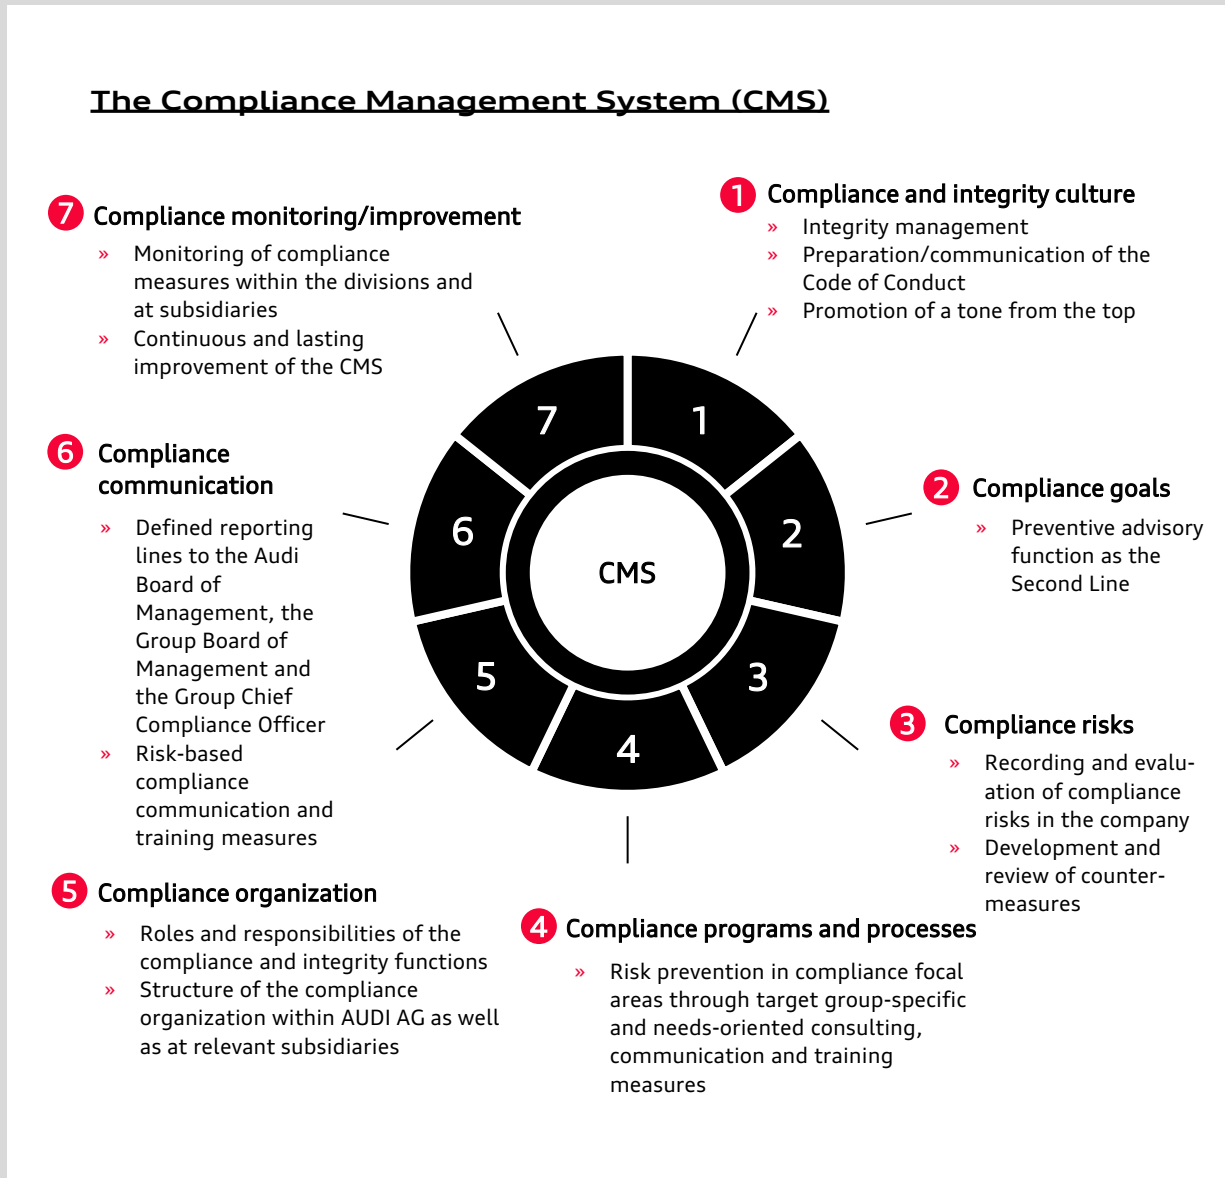 The Compliance Management System (CMS)
1 Compliance and integrity culture
» Integrity management
» Preparation/communication of the
Code of Conduct
» Promotion of a tone from the top
2 Compliance goals
» Preventive advisory
function as the
Second Line
3 Compliance risks
» Recording and evalu-
ation of compliance
risks in the company
» Development and
review of counter-
measures
4 Compliance programs and processes
» Risk prevention in compliance focal
areas through target group-specific
and needs-oriented consulting,
communication and training
measures
5 Compliance organization
» Roles and responsibilities of the
compliance and integrity functions
» Structure of the compliance
organization within AUDI AG as well
as at relevant subsidiaries
6 Compliance
communication
» Defined reporting
lines to the Audi
Board of
Management, the
Group Board of
Management and
the Group Chief
Compliance Officer
» Risk-based
compliance
communication and
training measures
7 Compliance monitoring/improvement
» Monitoring of compliance
measures within the divisions and
at subsidiaries
» Continuous and lasting
improvement of the CMS
1
2
3
4
5
6
7
CMS